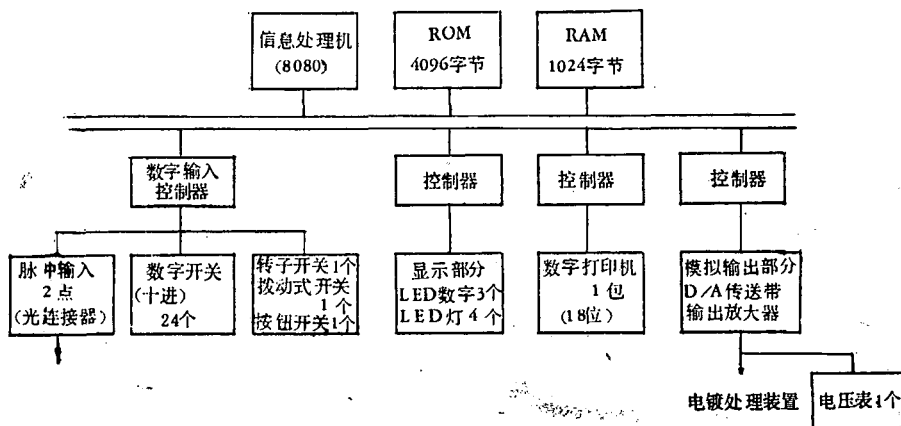 信息处理机
(8080)
ROM
4096字节
RAM
1024字节
数字输入
控制器
控制器
控制器
控制器
脉中输入
2点
(光连接器)
数字开关
(十进)
24个
转子开关1个
拨动式开关
1个
按钮开关1个
显示部分
LED数字3个
LED灯4个
数字打印机
1包
(18位)
模拟输出部分
D/A传送带
输出放大器
电镀处理装置
电压表1个